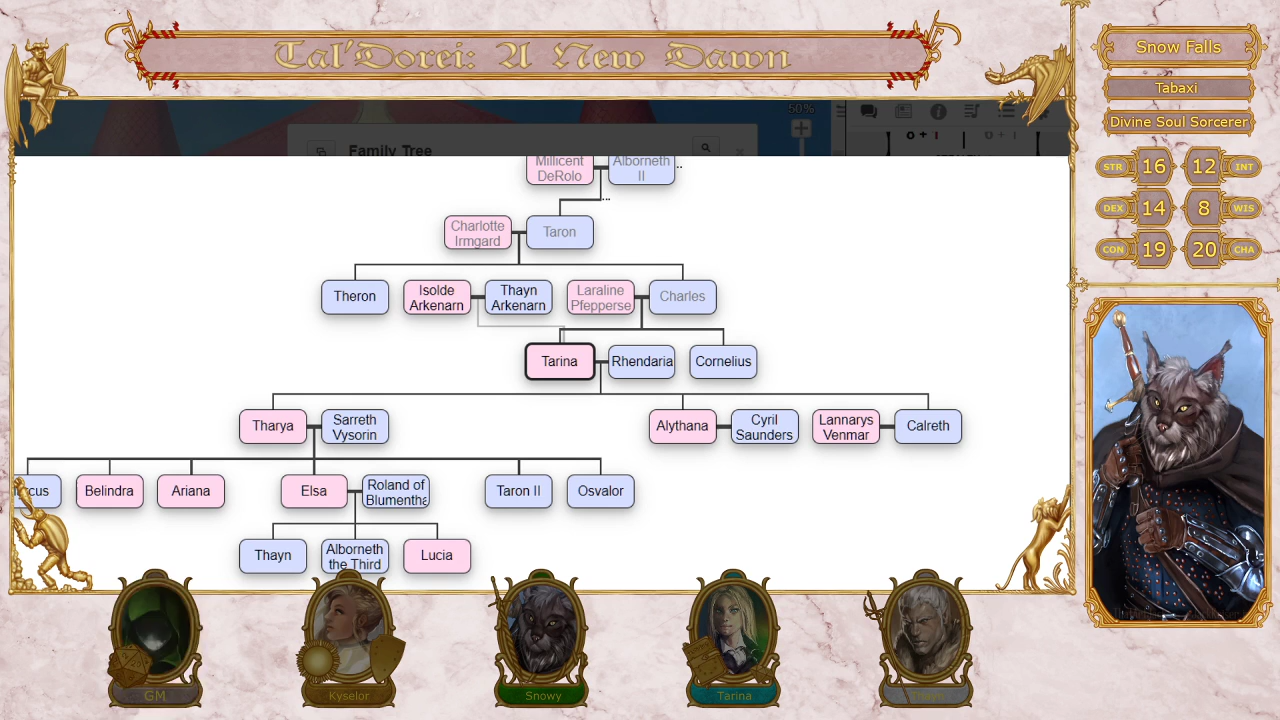 Tal'Dorei: A New Dawn
Snow Falls
Tabaxi
Divine Soul Sorcerer
STR 16 12 INT
DEX 14 8 WIS
CON 19 20 CHA
50%
Family Tree
Millicent
DeRolo
Alborneth
II
..
...
Charlotte
Irmgard
Taron
Theron
Isolde
Arkenarn
Thayn
Arkenarn
Laraline
Pfepperse
Charles
Tarina
Rhendaria
Cornelius
Tharya
Sarreth
Vysorin
Alythana
Cyril
Saunders
Lannarys
Venmar
Calreth
cus
Belindra
Ariana
Elsa
Roland of
Blumentha
Taron II
Osvalor
Thayn
Alborneth
the Third
Lucia
GM
Kyselor
Snowy
Tarina
Thayn